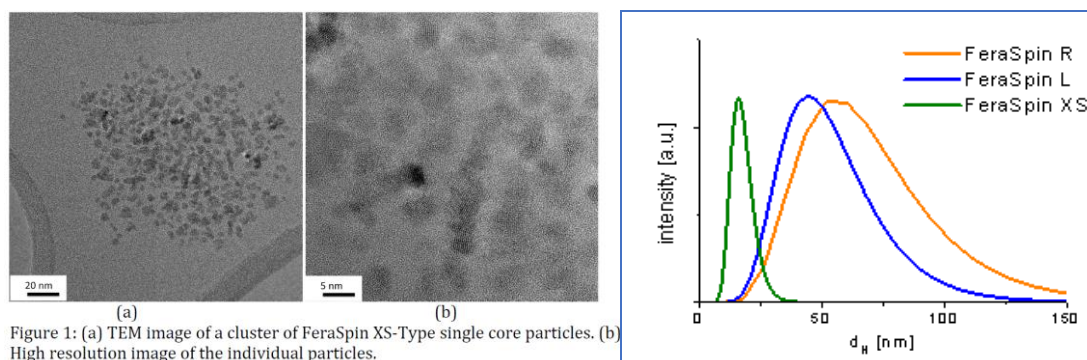 20 nm
5 nm
(a)
(b)
Figure 1: (a) TEM image of a cluster of FeraSpin XS-Type single core particles. (b)
High resolution image of the individual particles.
FeraSpin R
FeraSpin L
FeraSpin XS
intensity [a.u.]
0
50
100
150
d_H [nm]